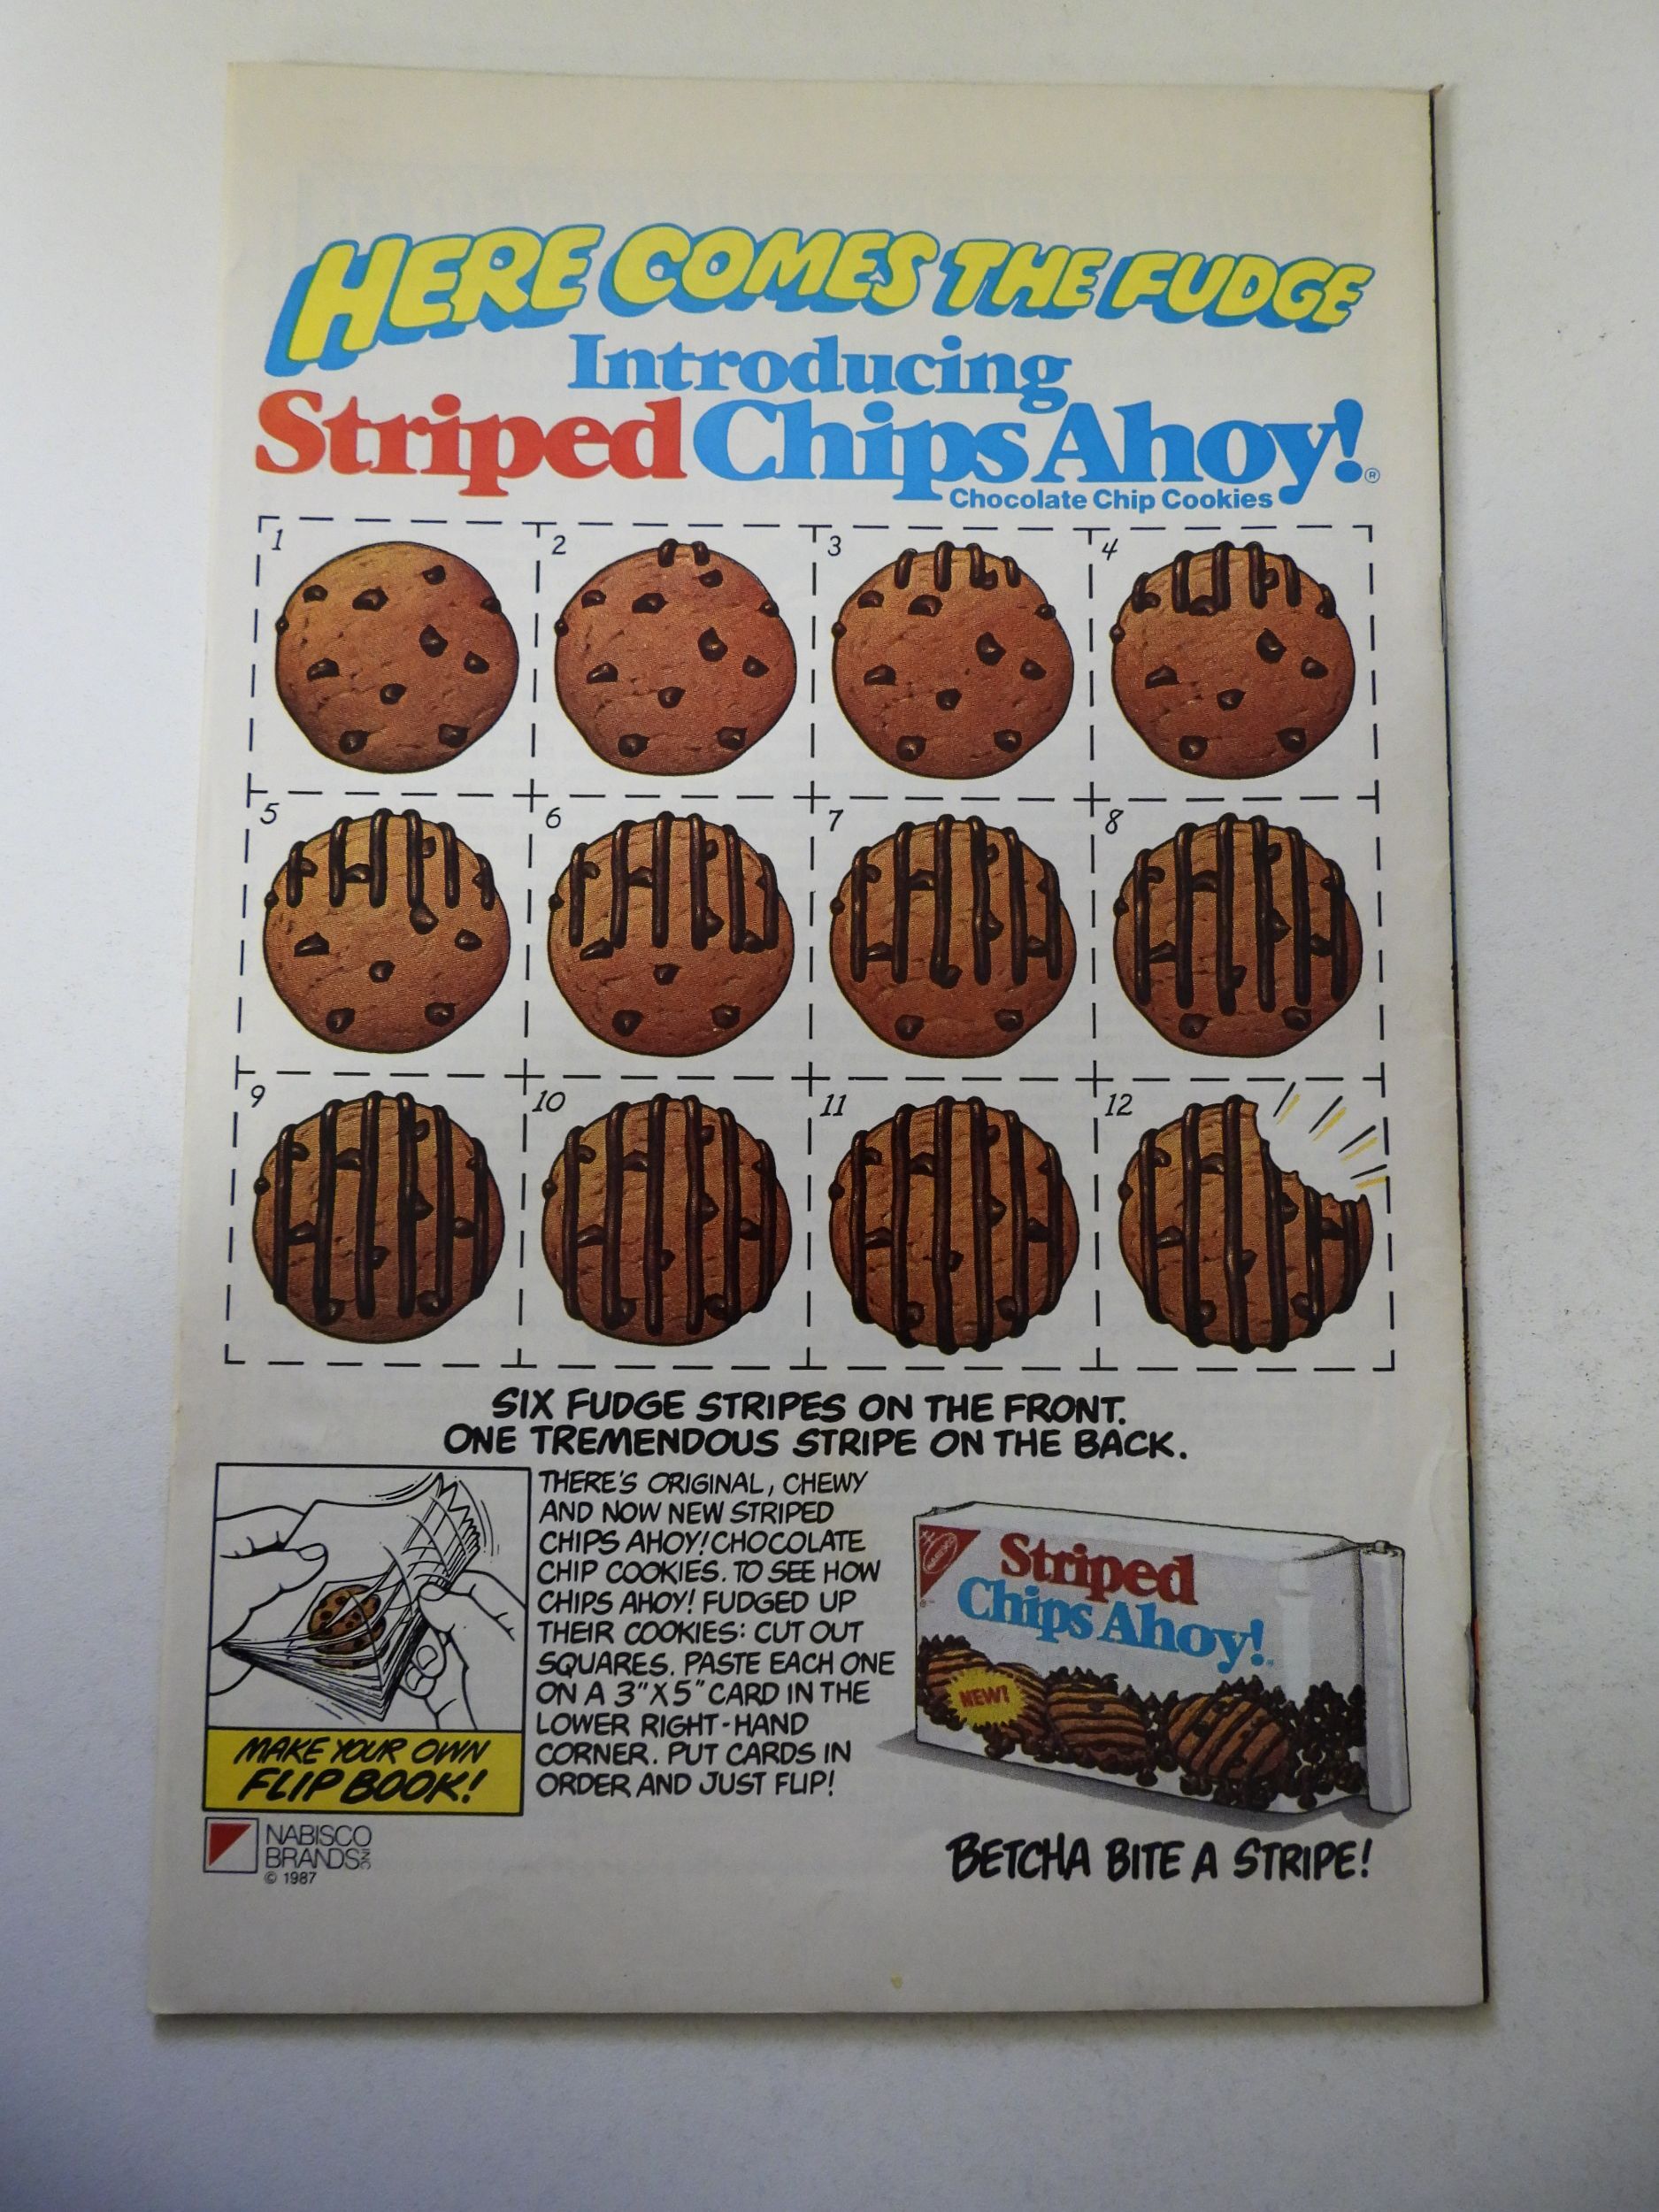 HERE COMES THE FUDGE
Introducing
Striped Chips Ahoy!®
Chocolate Chip Cookies
1
2
3
4
5
6
7
8
9
10
11
12
SIX FUDGE STRIPES ON THE FRONT.
ONE TREMENDOUS STRIPE ON THE BACK.
THERE'S ORIGINAL, CHEWY
AND NOW NEW STRIPED
CHIPS AHOY! CHOCOLATE
CHIP COOKIES. TO SEE HOW
CHIPS AHOY! FUDGED UP
THEIR COOKIES: CUT OUT
SQUARES. PASTE EACH ONE
ON A 3"X5" CARD IN THE
LOWER RIGHT-HAND
CORNER. PUT CARDS IN
ORDER AND JUST FLIP!
MAKE YOUR OWN
FLIP BOOK!
NABISCO
BRANDS INC
© 1987
NABISCO
Striped
Chips Ahoy!
NEW!
BETCHA BITE A STRIPE!